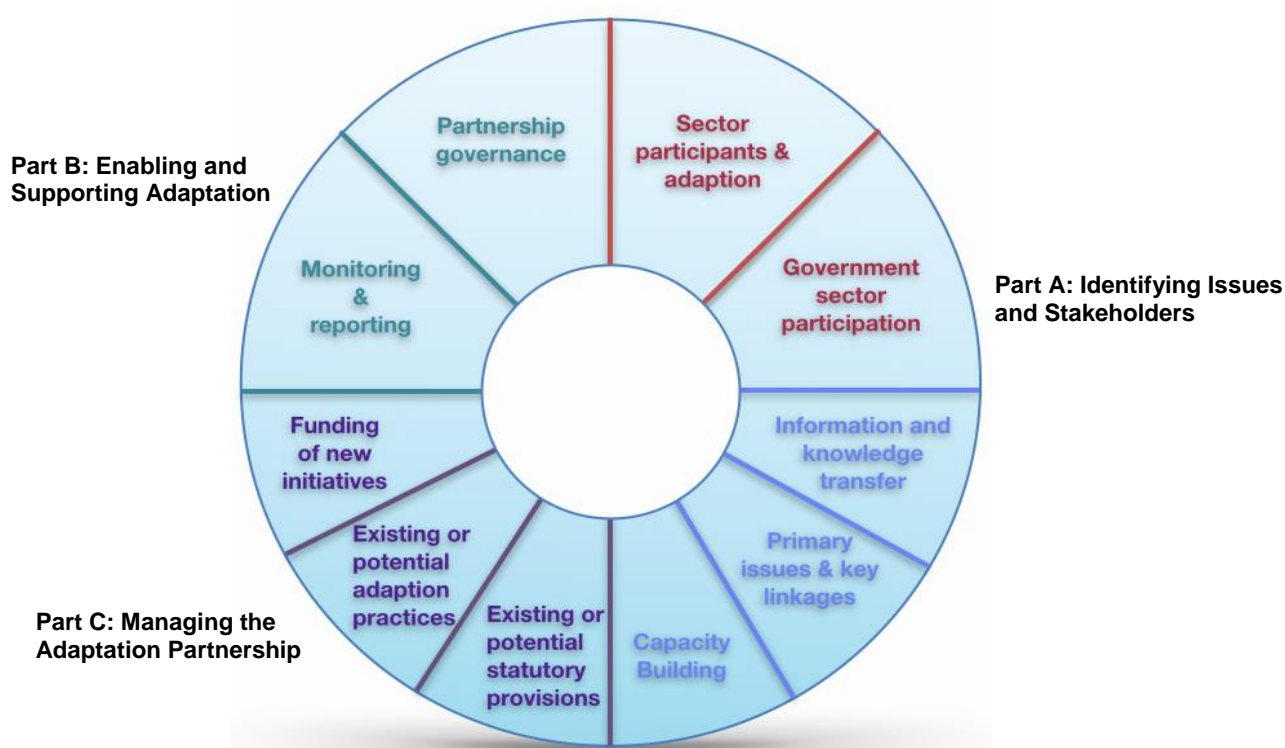 Partnership
governance
Sector
participants &
adaption
Part B: Enabling and
Supporting Adaptation
Monitoring
&
reporting
Government
sector
participation
Part A: Identifying Issues
and Stakeholders
Funding
of new
initiatives
Information and
knowledge
transfer
Existing or
potential
adaption
practices
Primary
issues & key
linkages
Part C: Managing the
Adaptation Partnership
Existing or
potential
statutory
provisions
Capacity
Building